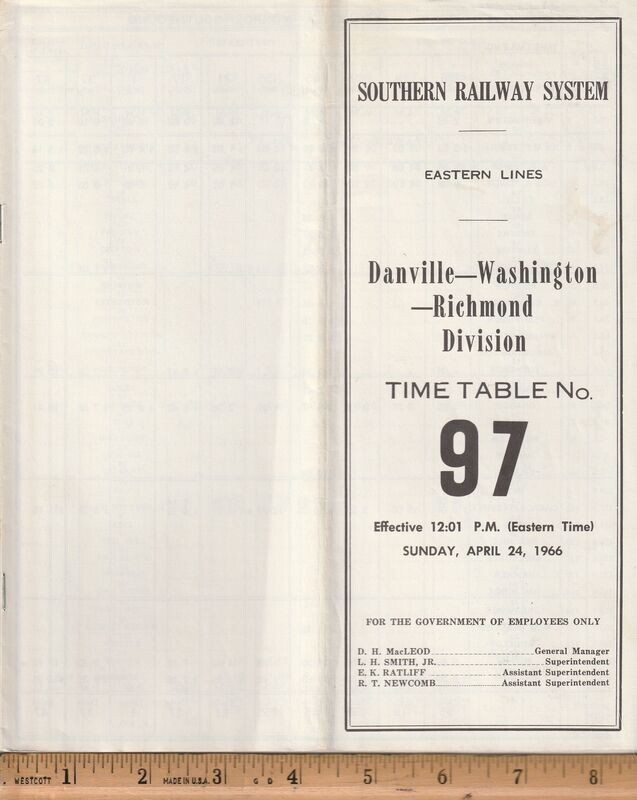 SOUTHERN RAILWAY SYSTEM
EASTERN LINES
Danville—Washington
—Richmond
Division
TIME TABLE No.
97
Effective 12:01 P.M. (Eastern Time)
SUNDAY, APRIL 24, 1966
FOR THE GOVERNMENT OF EMPLOYEES ONLY
D. H. MacLEOD General Manager
L. H. SMITH, JR. Superintendent
E. K. RATLIFF Assistant Superintendent
R. T. NEWCOMB Assistant Superintendent
WESTCOTT 1 2 MADE IN U.S.A. 3 G D 4 5 6 7 8